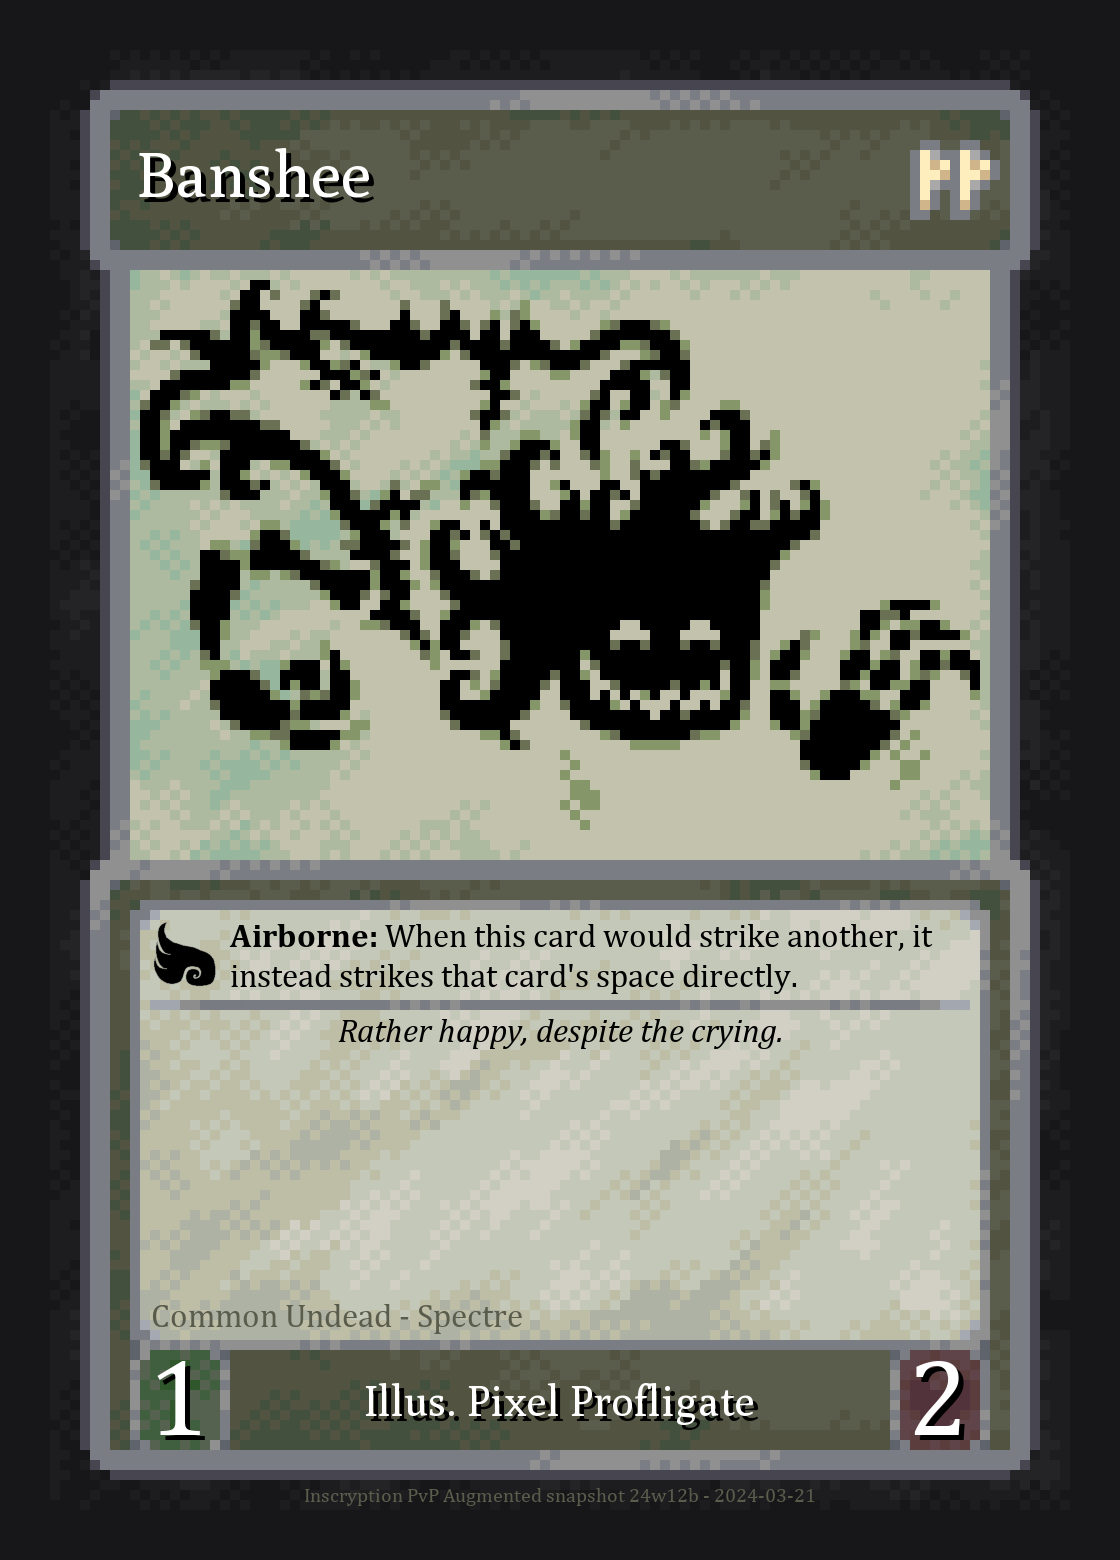 Banshee
Airborne: When this card would strike another, it
instead strikes that card's space directly.
Rather happy, despite the crying.
Common Undead - Spectre
1
Illus. Pixel Profligate
2
Inscryption PvP Augmented snapshot 24w12b - 2024-03-21